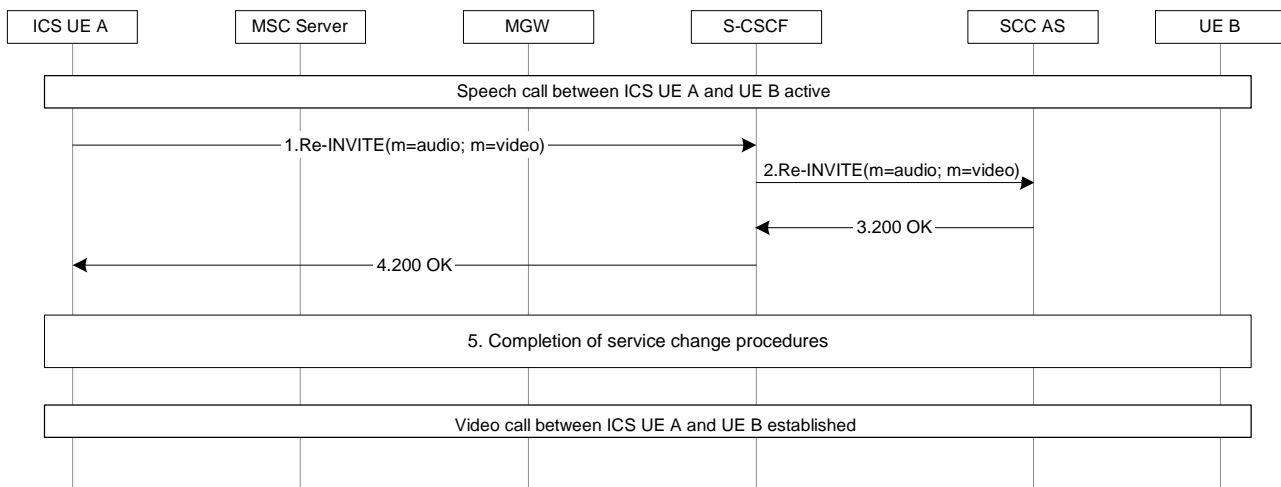 ICS UE A
MSC Server
MGW
S-CSCF
SCC AS
UE B
Speech call between ICS UE A and UE B active
1.Re-INVITE(m=audio; m=video)
2.Re-INVITE(m=audio; m=video)
3.200 OK
4.200 OK
5. Completion of service change procedures
Video call between ICS UE A and UE B established